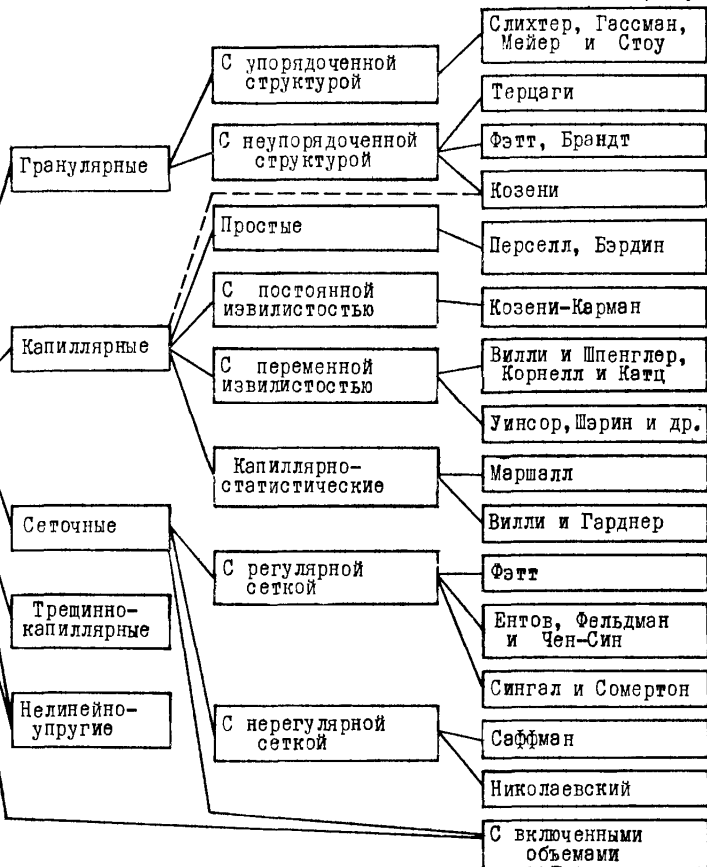 Слихтер, Гассман,
Мейер и Стоу
С упорядоченной
структурой
Терцаги
С неупорядоченной
структурой
Фэтт, Брандт
Гранулярные
Козени
Простые
Перселл, Бэрдин
С постоянной
извилистостью
Козени-Карман
Капиллярные
С переменной
извилистостью
Вилли и Шпенглер,
Корнелл и Катц
Уинсор, Шэрин и др.
Капиллярно-
статистические
Маршалл
Вилли и Гарднер
Сеточные
С регулярной
сеткой
Фэтт
Трещинно-
капиллярные
Ентов, Фельдман
и Чен-Син
Сингал и Сомертон
Нелинейно-
упругие
С нерегулярной
сеткой
Саффман
Николаевский
С включенными
объемами